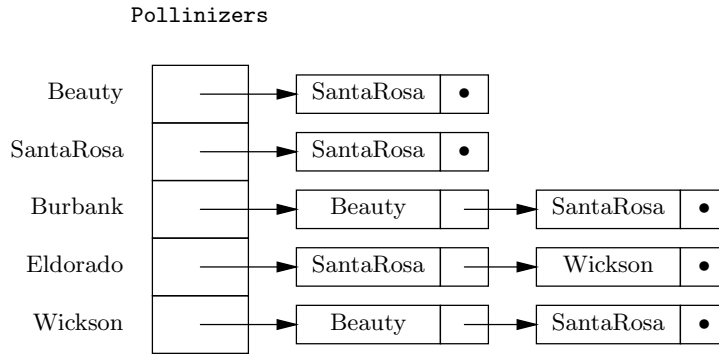 Pollinizers
Beauty SantaRosa
SantaRosa SantaRosa
Burbank Beauty SantaRosa
Eldorado SantaRosa Wickson
Wickson Beauty SantaRosa